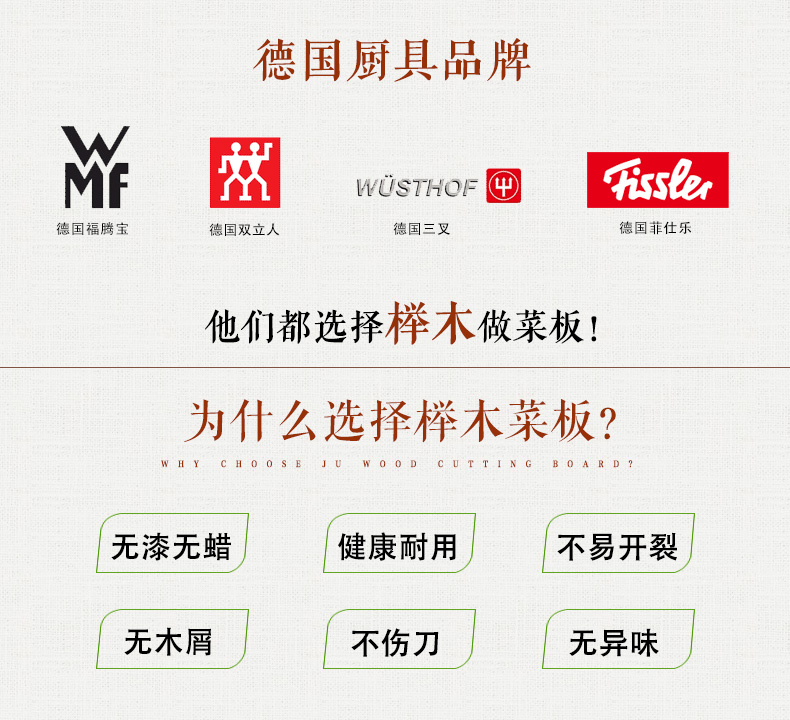 德国厨具品牌
WMF
WÜSTHOF
Fissler
德国福腾宝
德国双立人
德国三叉
德国菲仕乐
他们都选择榉木做菜板!
为什么选择榉木菜板?
WHY CHOOSE JU WOOD CUTTING BOARD?
无漆无蜡
健康耐用
不易开裂
无木屑
不伤刀
无异味